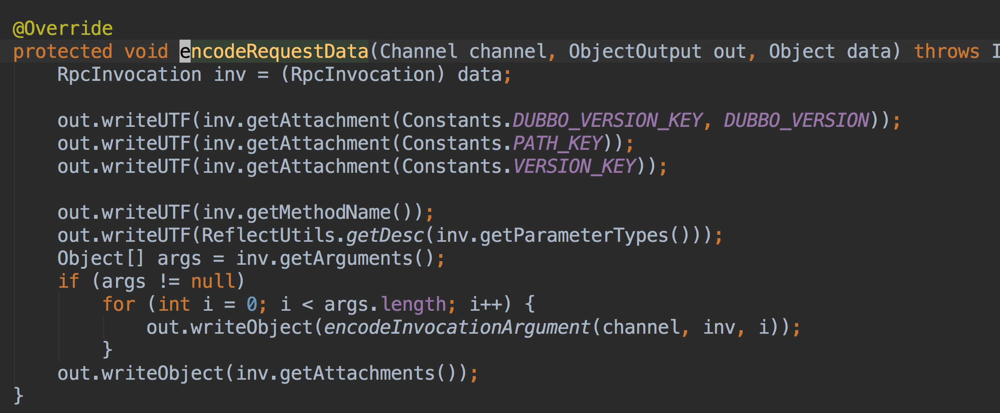 @Override
protected void encodeRequestData(Channel channel, ObjectOutput out, Object data) throws I
RpcInvocation inv = (RpcInvocation) data;
out.writeUTF(inv.getAttachment(Constants.DUBBO_VERSION_KEY, DUBBO_VERSION));
out.writeUTF(inv.getAttachment(Constants.PATH_KEY));
out.writeUTF(inv.getAttachment(Constants.VERSION_KEY));
out.writeUTF(inv.getMethodName());
out.writeUTF(ReflectUtils.getDesc(inv.getParameterTypes()));
Object[] args = inv.getArguments();
if (args != null)
for (int i = 0; i < args.length; i++) {
out.writeObject(encodeInvocationArgument(channel, inv, i));
}
out.writeObject(inv.getAttachments());
}